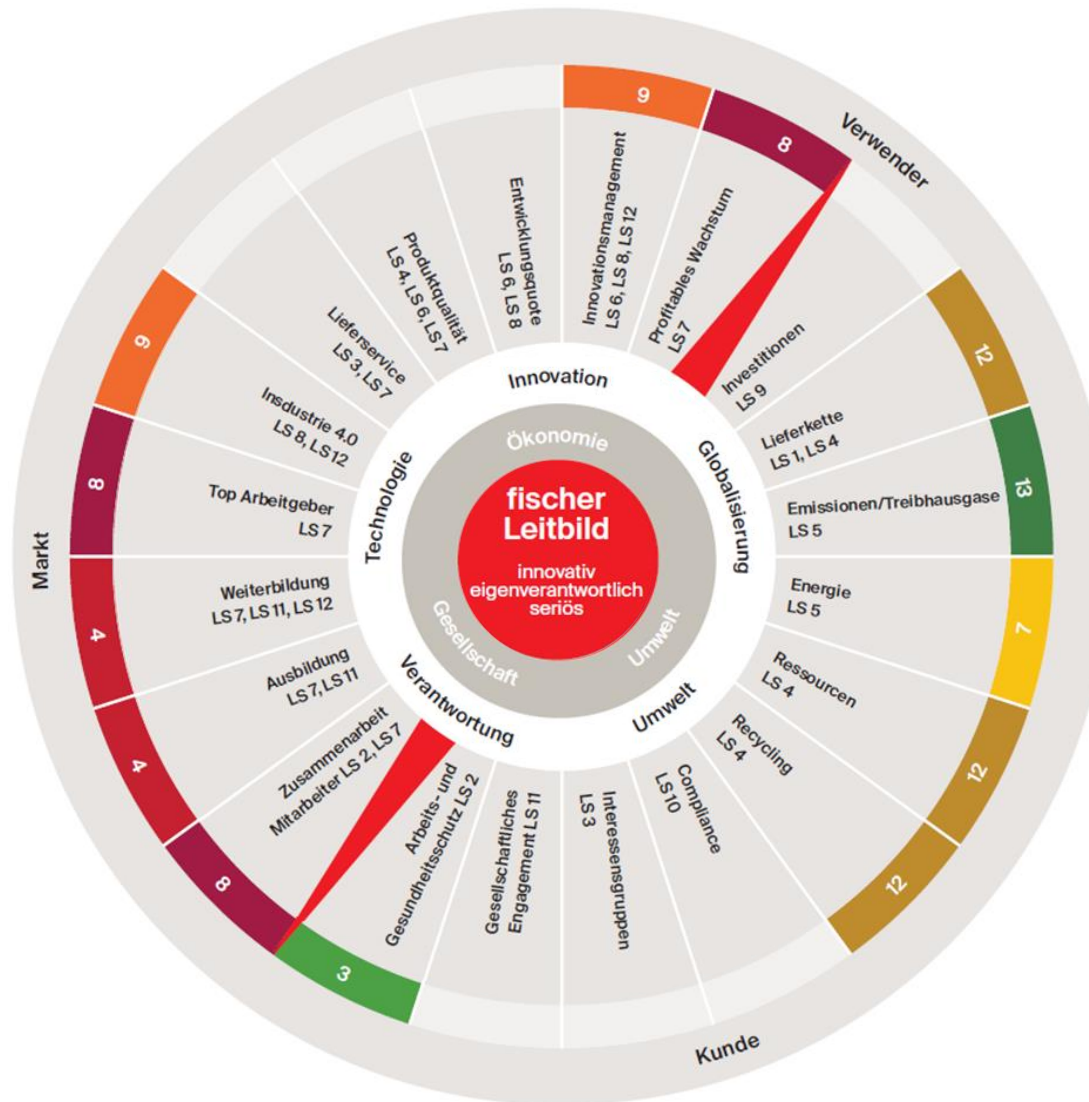 Verwender
Kunde
Markt
9
8
12
13
7
12
12
3
8
4
4
8
9
Innovationsmanagement
LS 6, LS 8, LS 12
Profitables Wachstum
LS 7
Investitionen
LS 9
Lieferkette
LS 1, LS 4
Emissionen/Treibhausgase
LS 5
Energie
LS 5
Ressourcen
LS 4
Recycling
LS 4
Compliance
LS 10
Interessensgruppen
LS 3
Gesellschaftliches
Engagement LS 11
Arbeits- und
Gesundheitsschutz LS 2
Zusammenarbeit
Mitarbeiter LS 2, LS 7
Ausbildung
LS 7, LS 11
Weiterbildung
LS 7, LS 11, LS 12
Top Arbeitgeber
LS 7
Insdustrie 4.0
LS 8, LS 12
Lieferservice
LS 3, LS 7
Produktqualität
LS 4, LS 6, LS 7
Entwicklungsquote
LS 6, LS 8
Innovation
Globalisierung
Umwelt
Verantwortung
Technologie
Ökonomie
Umwelt
Gesellschaft
fischer
Leitbild
innovativ
eigenverantwortlich
seriös